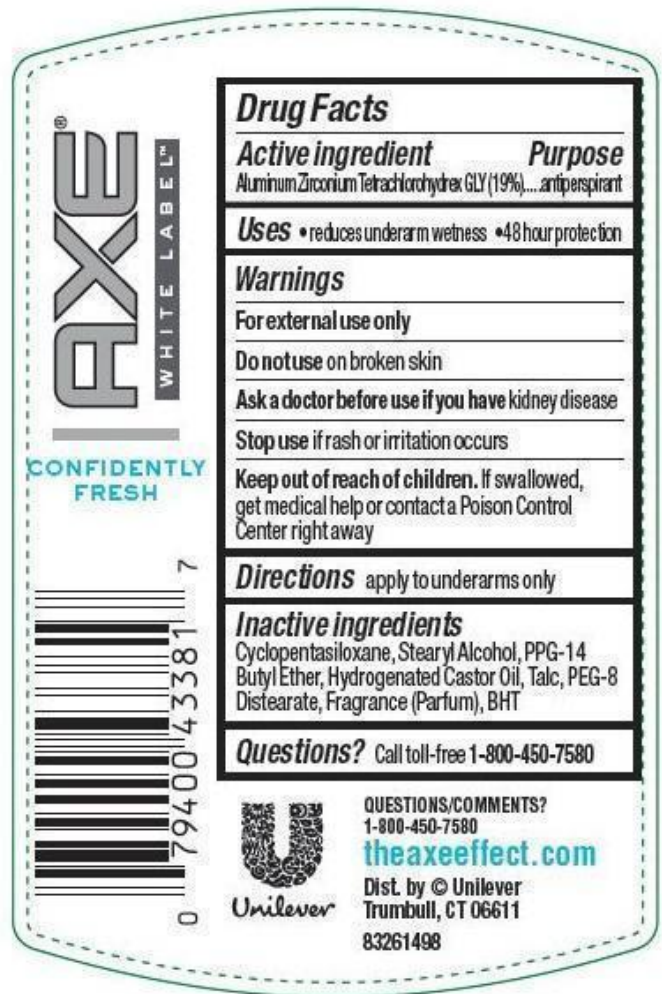 AXE®
WHITE LABEL™
CONFIDENTLY
FRESH
0 79400 43381 7
Drug Facts
Active ingredient Purpose
Aluminum Zirconium Tetrachlorohydrex GLY (19%).....antiperspirant
Uses • reduces underarm wetness • 48 hour protection
Warnings
For external use only
Do not use on broken skin
Ask a doctor before use if you have kidney disease
Stop use if rash or irritation occurs
Keep out of reach of children. If swallowed,
get medical help or contact a Poison Control
Center right away
Directions apply to underarms only
Inactive ingredients
Cyclopentasiloxane, Stearyl Alcohol, PPG-14
Butyl Ether, Hydrogenated Castor Oil, Talc, PEG-8
Distearate, Fragrance (Parfum), BHT
Questions? Call toll-free 1-800-450-7580
Unilever
QUESTIONS/COMMENTS?
1-800-450-7580
theaxeeffect.com
Dist. by © Unilever
Trumbull, CT 06611
83261498